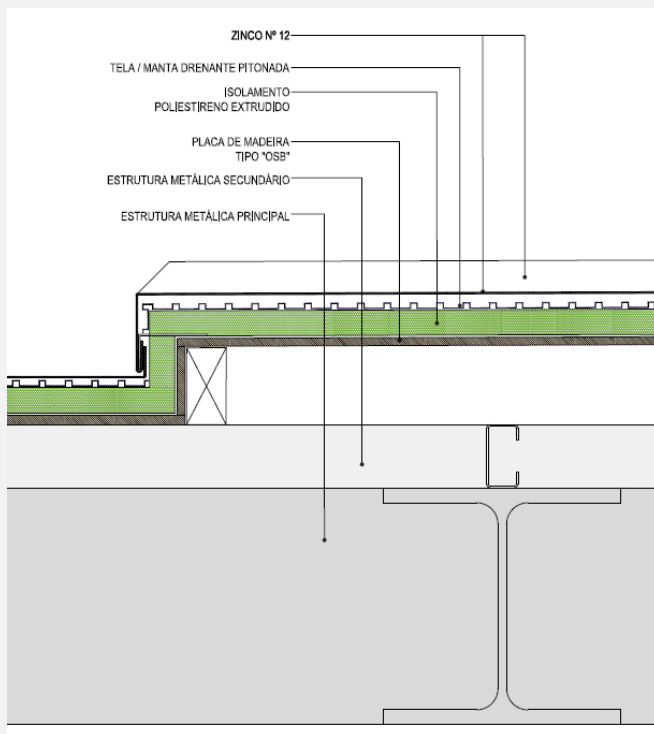 ZINCO Nº 12
TELA / MANTA DRENANTE PITONADA
ISOLAMENTO
POLIESTIRENO EXTRUDIDO
PLACA DE MADEIRA
TIPO "OSB"
ESTRUTURA METÁLICA SECUNDÁRIO
ESTRUTURA METÁLICA PRINCIPAL